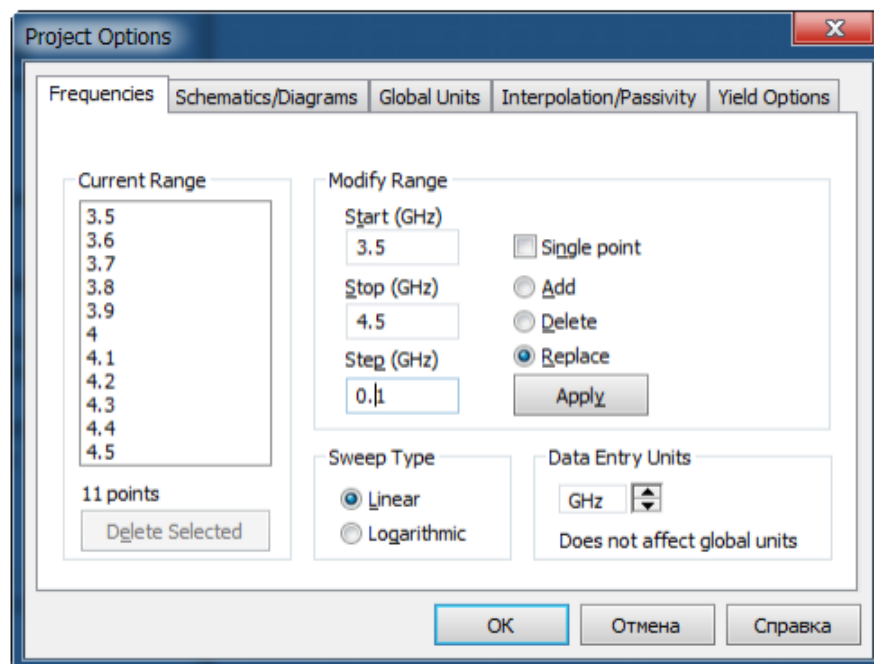 Project Options
Frequencies
Schematics/Diagrams
Global Units
Interpolation/Passivity
Yield Options
Current Range
3.5
3.6
3.7
3.8
3.9
4
4.1
4.2
4.3
4.4
4.5
11 points
Delete Selected
Modify Range
Start (GHz)
3.5
Stop (GHz)
4.5
Step (GHz)
0.1
Single point
Add
Delete
Replace
Apply
Sweep Type
Linear
Logarithmic
Data Entry Units
GHz
Does not affect global units
OK
Отмена
Справка